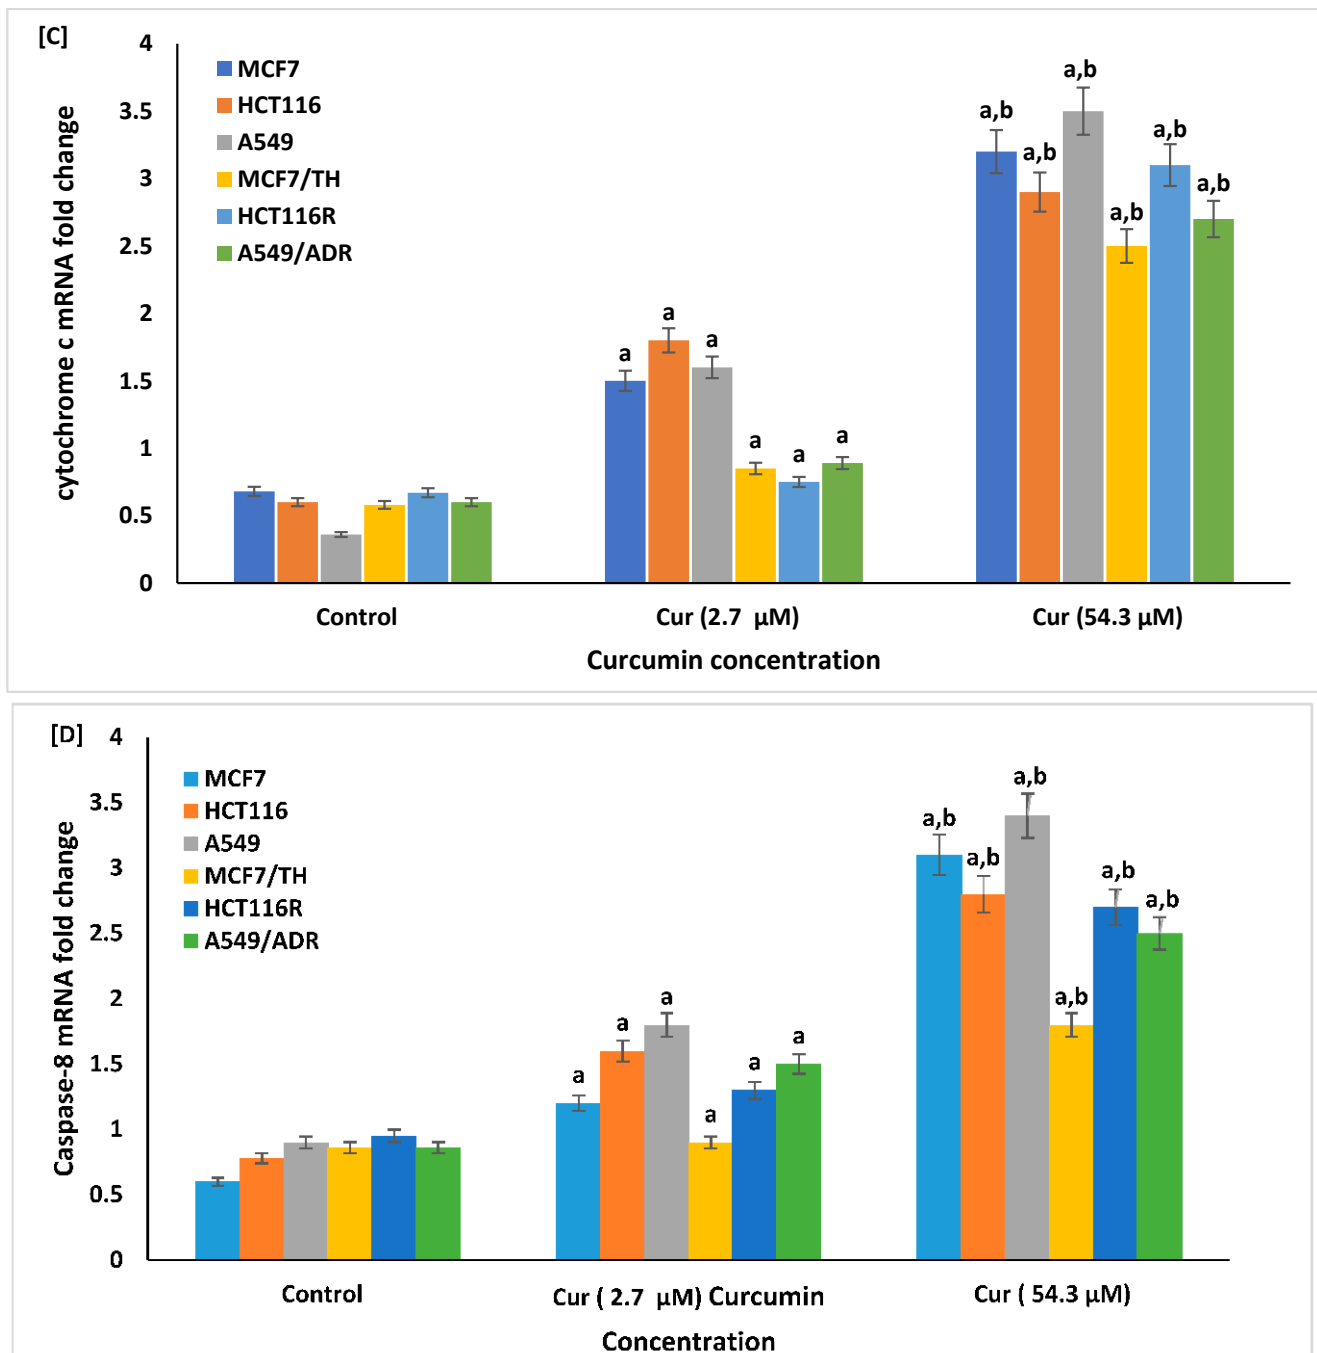 [C]
cytochrome c mRNA fold change
4
3.5
3
2.5
2
1.5
1
0.5
0
MCF7
HCT116
A549
MCF7/TH
HCT116R
A549/ADR
a
a
a
a
a
a
a,b
a,b
a,b
a,b
a,b
a,b
Control
Cur (2.7 μM)
Cur (54.3 μM)
Curcumin concentration
[D]
Caspase-8 mRNA fold change
4
3.5
3
2.5
2
1.5
1
0.5
0
MCF7
HCT116
A549
MCF7/TH
HCT116R
A549/ADR
a
a
a
a
a
a
a,b
a,b
a,b
a,b
a,b
a,b
Control
Cur ( 2.7 μM) Curcumin
Cur ( 54.3 μM)
Concentration